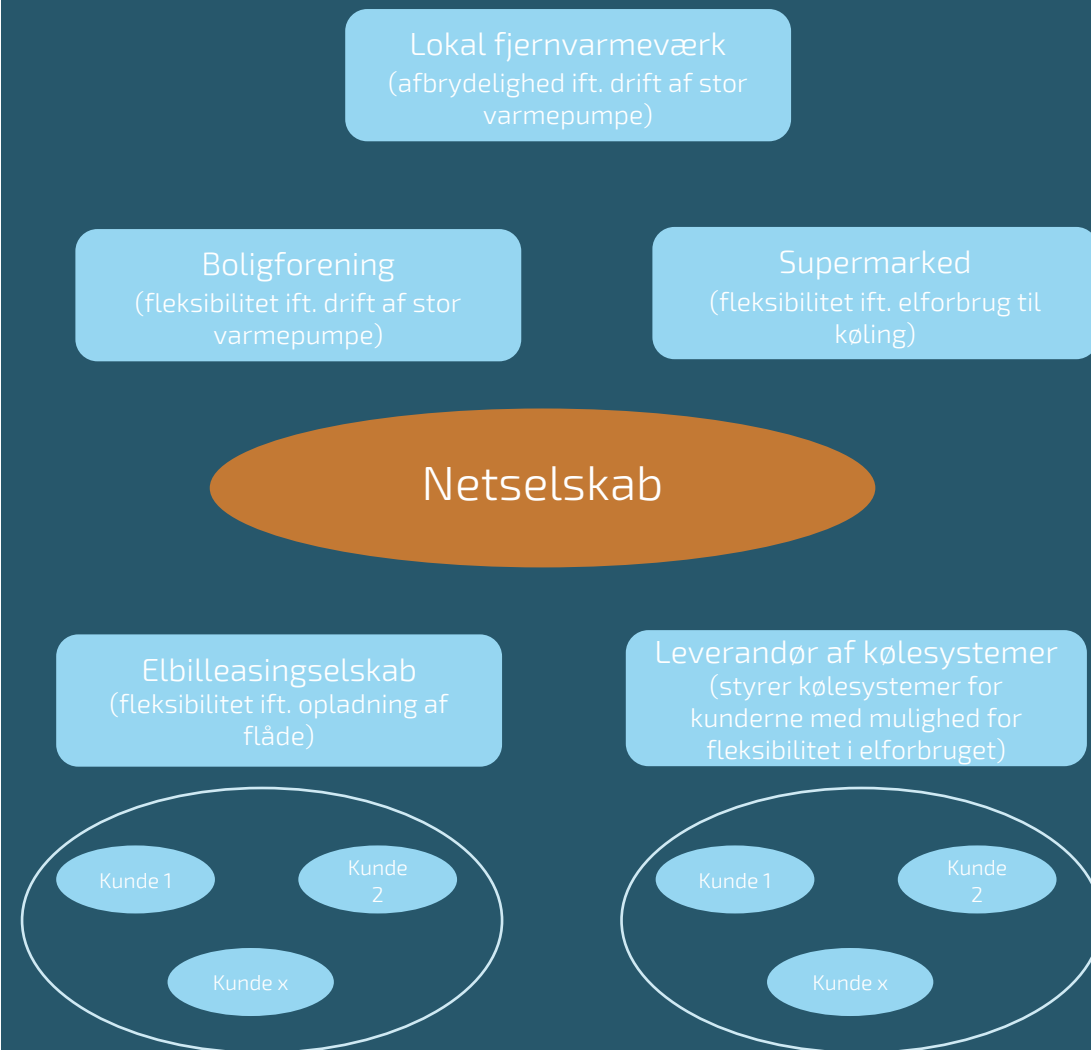 Lokal fjernvarmeværk
(afbrydelighed ift. drift af stor
varmepumpe)
Boligforening
(fleksibilitet ift. drift af stor
varmepumpe)
Supermarked
(fleksibilitet ift. elforbrug til
køling)
Netselskab
Elbilleasingselskab
(fleksibilitet ift. opladning af
flåde)
Leverandør af kølesystemer
(styrer kølesystemer for
kunderne med mulighed for
fleksibilitet i elforbruget)
Kunde 1
Kunde
2
Kunde x
Kunde 1
Kunde
2
Kunde x